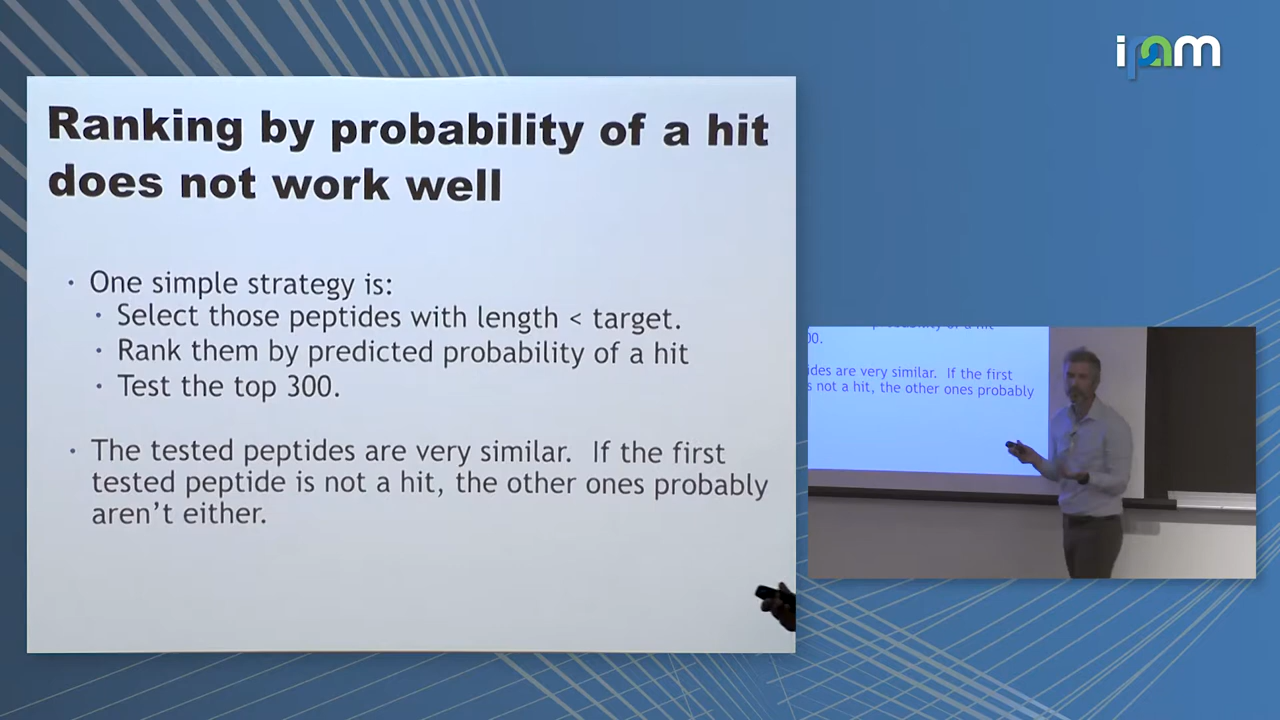 ipam
Ranking by probability of a hit
does not work well
· One simple strategy is:
· Select those peptides with length < target.
· Rank them by predicted probability of a hit
· Test the top 300.
· The tested peptides are very similar. If the first
tested peptide is not a hit, the other ones probably
aren't either.
00.
ides are very similar. If the first
s not a hit, the other ones probably